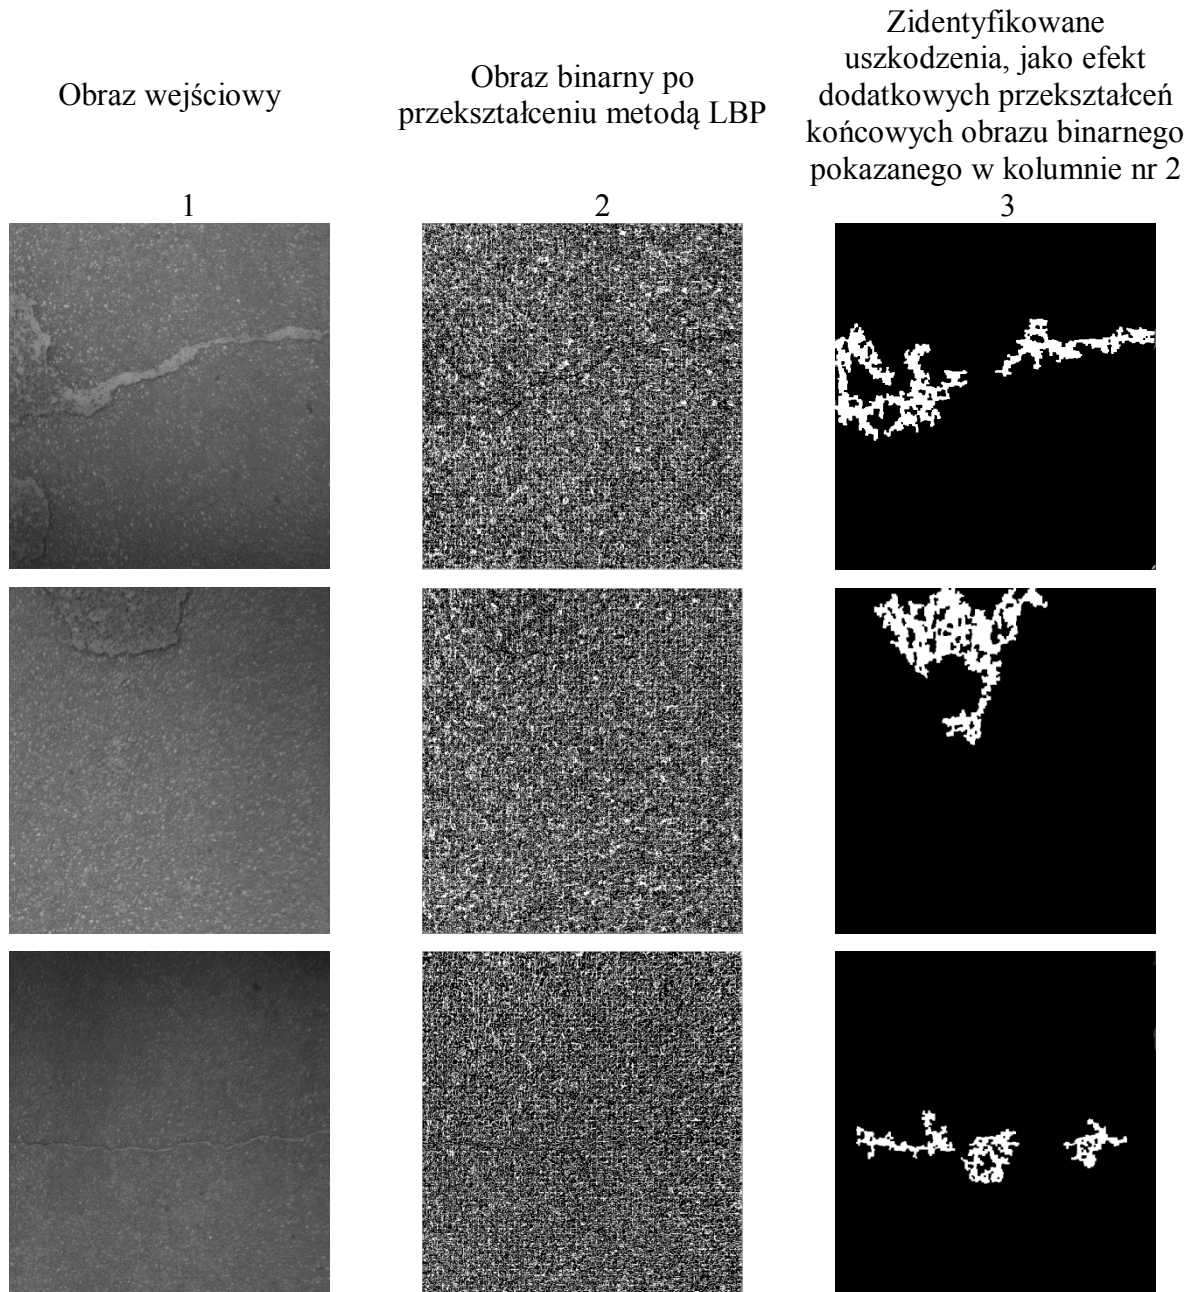 Obraz wejściowy
1
Obraz binarny po
przekształceniu metodą LBP
2
Zidentyfikowane
uszkodzenia, jako efekt
dodatkowych przekształceń
końcowych obrazu binarnego
pokazanego w kolumnie nr 2
3